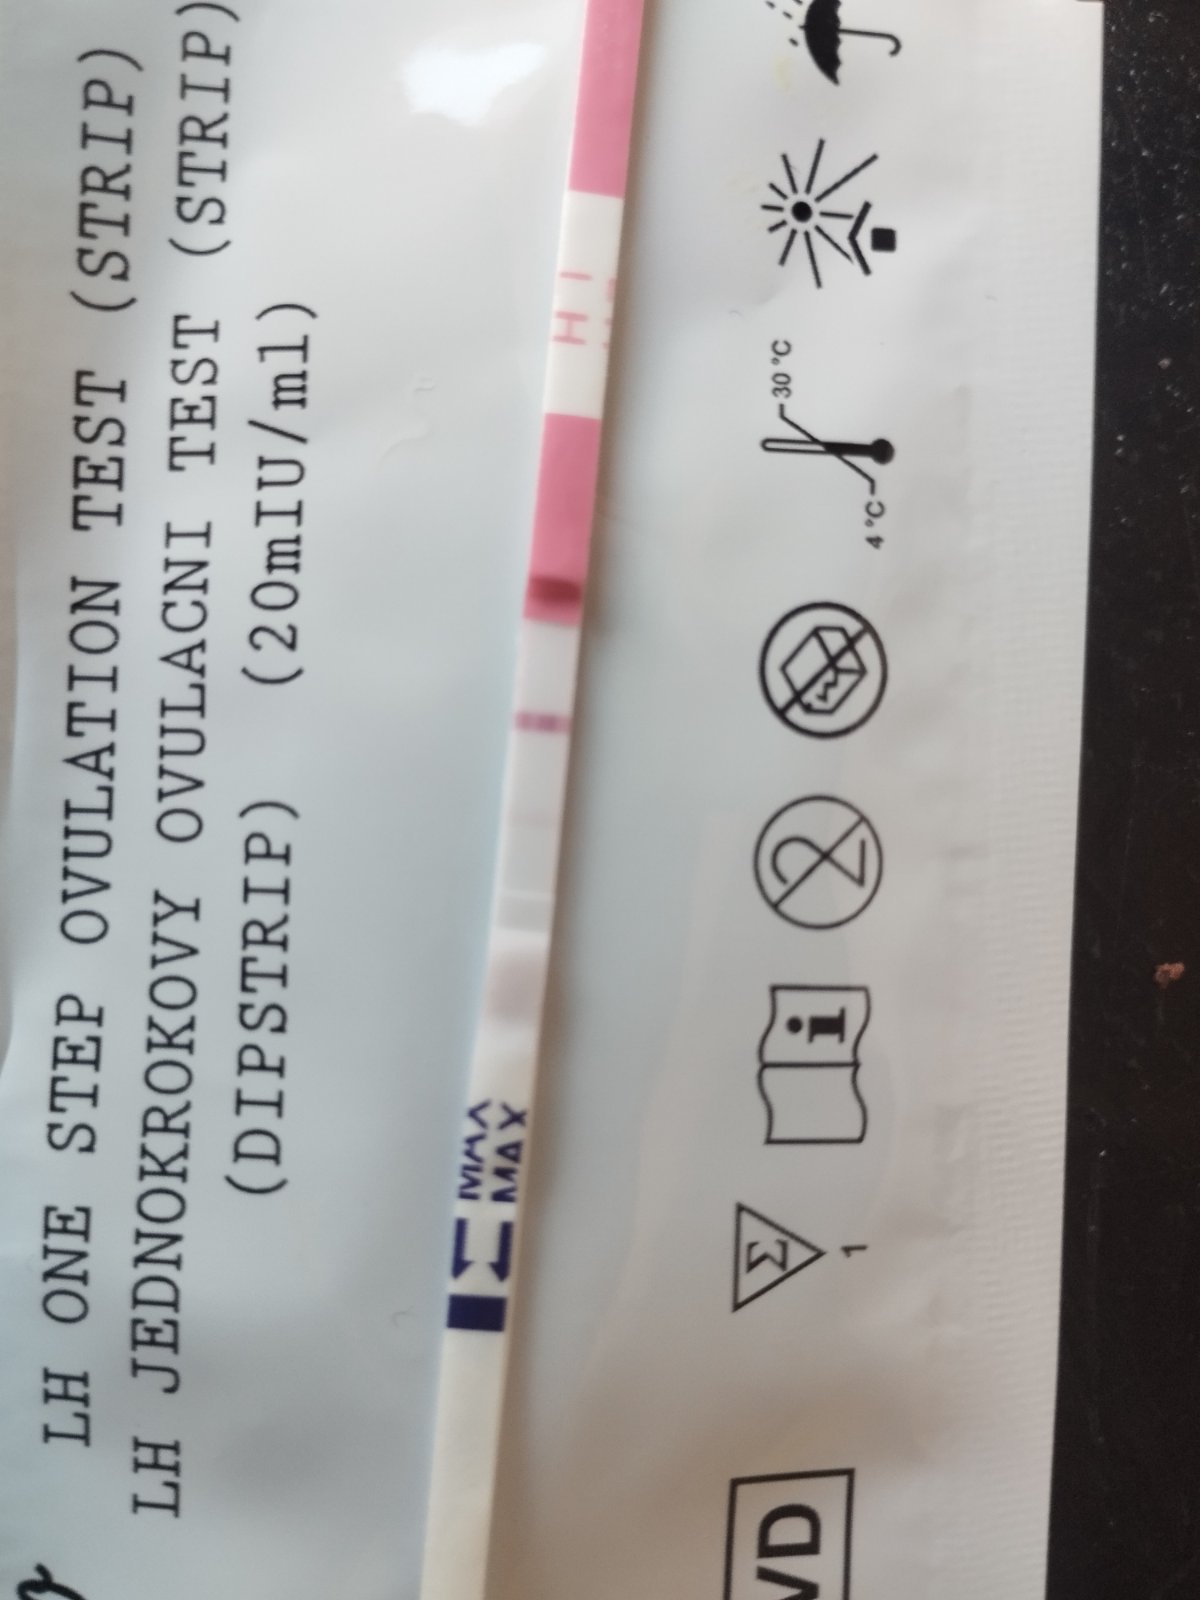 LH ONE STEP OVULATION TEST (STRIP)
LH JEDNOKROKOVY OVULACNI TEST (STRIP)
(DIPSTRIP) (20mIU/ml)
MAX
MAX
4 °C
30 °C
i
Σ
1
2